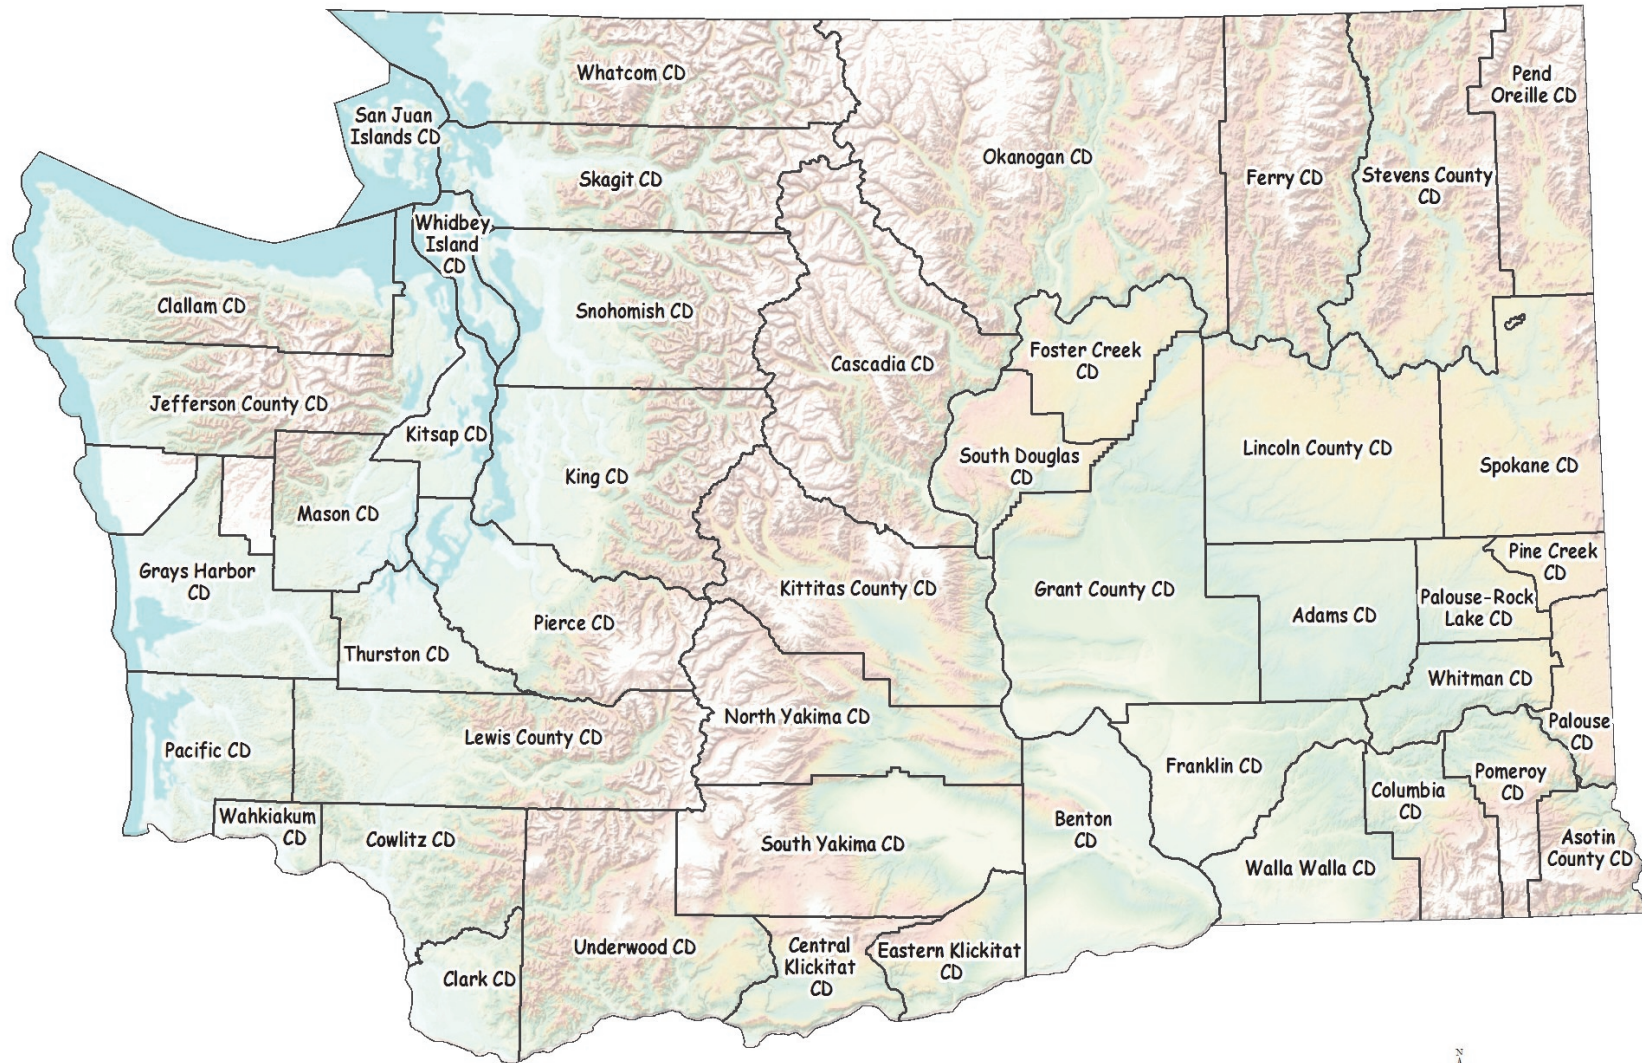 Whatcom CD
Pend
Oreille CD
San Juan
Islands CD
Okanogan CD
Skagit CD
Ferry CD
Stevens County
CD
Whidbey
Island
CD
Clallam CD
Snohomish CD
Foster Creek
CD
Cascadia CD
Jefferson County CD
Kitsap CD
Lincoln County CD
South Douglas
CD
Spokane CD
King CD
Mason CD
Pine Creek
CD
Grays Harbor
CD
Kittitas County CD
Grant County CD
Palouse-Rock
Lake CD
Adams CD
Pierce CD
Thurston CD
Whitman CD
North Yakima CD
Palouse
CD
Lewis County CD
Pacific CD
Franklin CD
Pomeroy
CD
Columbia
CD
Wahkiakum
CD
Cowlitz CD
Benton
CD
South Yakima CD
Asotin
County CD
Walla Walla CD
Underwood CD
Central
Klickitat
CD
Eastern Klickitat
CD
Clark CD
N